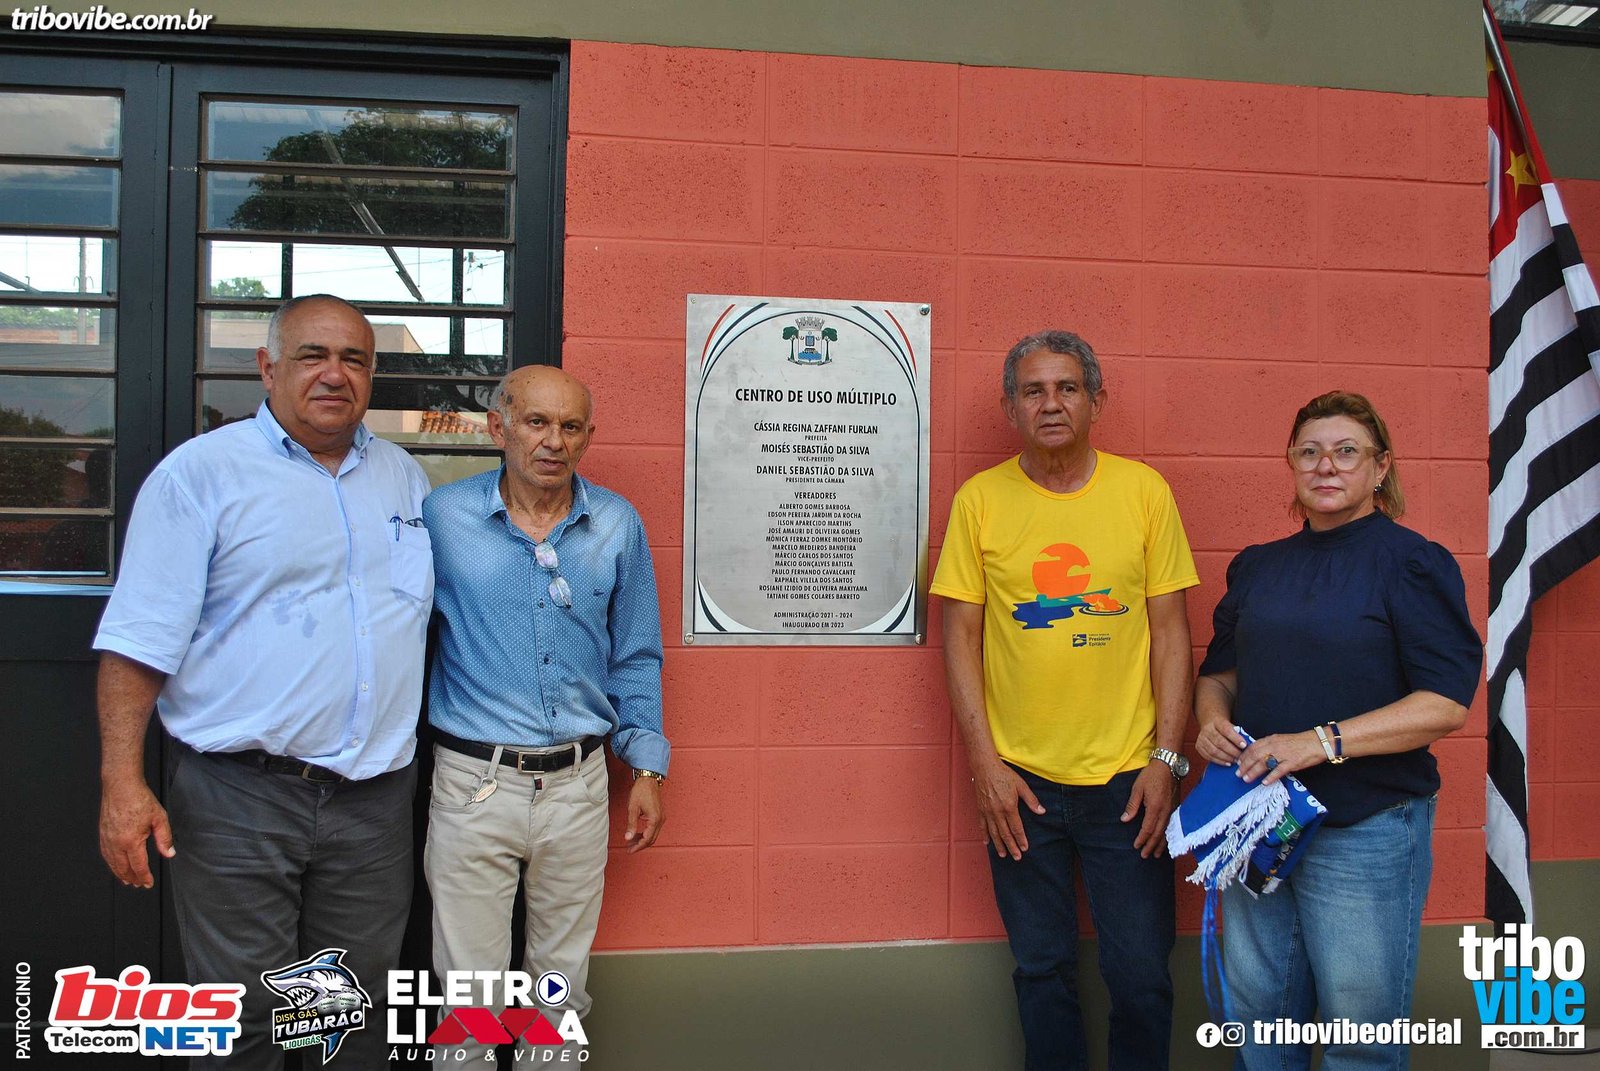 tribovibe.com.br
CENTRO DE USO MÚLTIPLO
CÁSSIA REGINA ZAFFANI FURLAN
PREFEITA
MOISÉS SEBASTIÃO DA SILVA
VICE-PREFEITO
DANIEL SEBASTIÃO DA SILVA
PRESIDENTE DA CÂMARA
VEREADORES
ALBERTO GOMES BARBOSA
EDSON PEREIRA JARDIM DA ROCHA
ILSON APARECIDO MARTINS
JOSÉ AMAURI DE OLIVEIRA GOMES
MÔNICA FERRAZ DOMKE MONTÓRIO
MARCELO MEDEIROS BANDEIRA
MÁRCIO CARLOS DOS SANTOS
MÁRCIO GONÇALVES BATISTA
PAULO FERNANDO CAVALCANTE
RAPHAEL VILELA DOS SANTOS
ROSIANE IZIDIO DE OLIVEIRA MAKIYAMA
TATIANE GOMES COLARES BARRETO
ADMINISTRAÇÃO 2021 - 2024
INAUGURADO EM 2023
Presidente
Epitácio
PATROCINIO
bios
Telecom NET
DISK GÁS
TUBARÃO
LIQUIGÁS
ELETRO
LIMA
ÁUDIO & VÍDEO
tribo
vibe
.com.br
tribovibeoficial